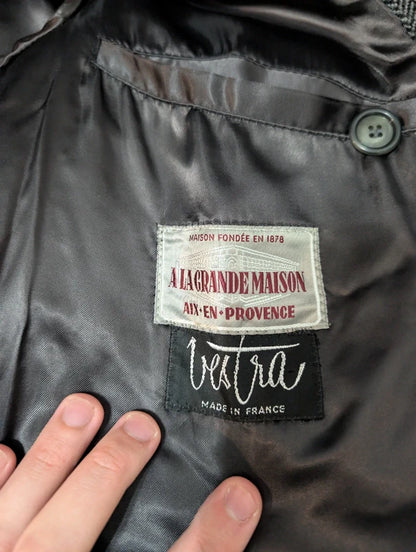 MAISON FONDÉE EN 1878
A LA GRANDE MAISON
AIX·EN·PROVENCE
Vestra
MADE IN FRANCE